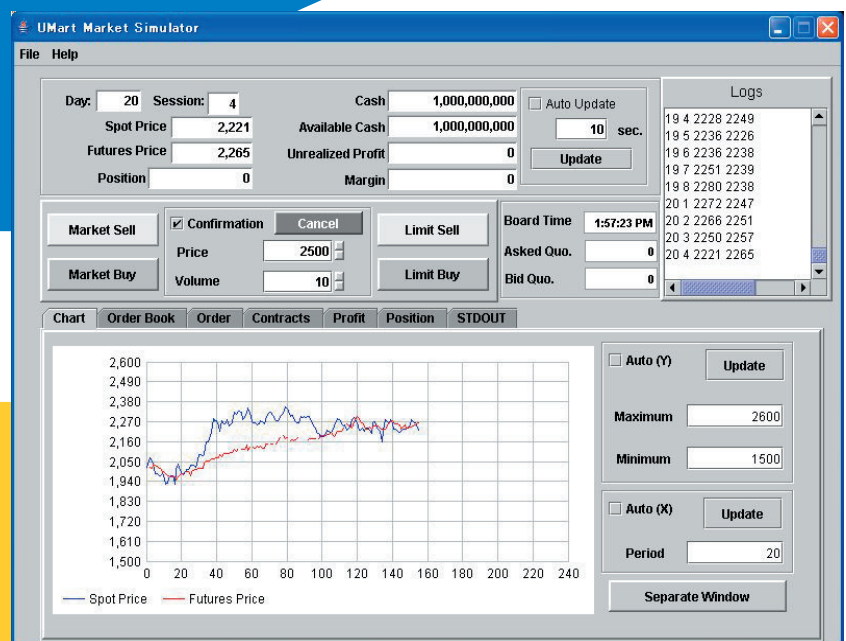 UMart Market Simulator
File Help
Day: 20 Session: 4
Spot Price 2,221
Futures Price 2,265
Position 0
Cash 1,000,000,000
Available Cash 1,000,000,000
Unrealized Profit 0
Margin 0
Auto Update
10 sec.
Update
Logs
19 4 2228 2249
19 5 2236 2226
19 6 2236 2238
19 7 2251 2239
19 8 2280 2238
20 1 2272 2247
20 2 2266 2251
20 3 2250 2257
20 4 2221 2265
Market Sell
Market Buy
Confirmation Cancel
Price 2500
Volume 10
Limit Sell
Limit Buy
Board Time 1:57:23 PM
Asked Quo. 0
Bid Quo. 0
Chart Order Book Order Contracts Profit Position STDOUT
2,600
2,490
2,380
2,270
2,160
2,050
1,940
1,830
1,720
1,610
1,500
0 20 40 60 80 100 120 140 160 180 200 220 240
Spot Price Futures Price
Auto (Y) Update
Maximum 2600
Minimum 1500
Auto (X) Update
Period 20
Separate Window